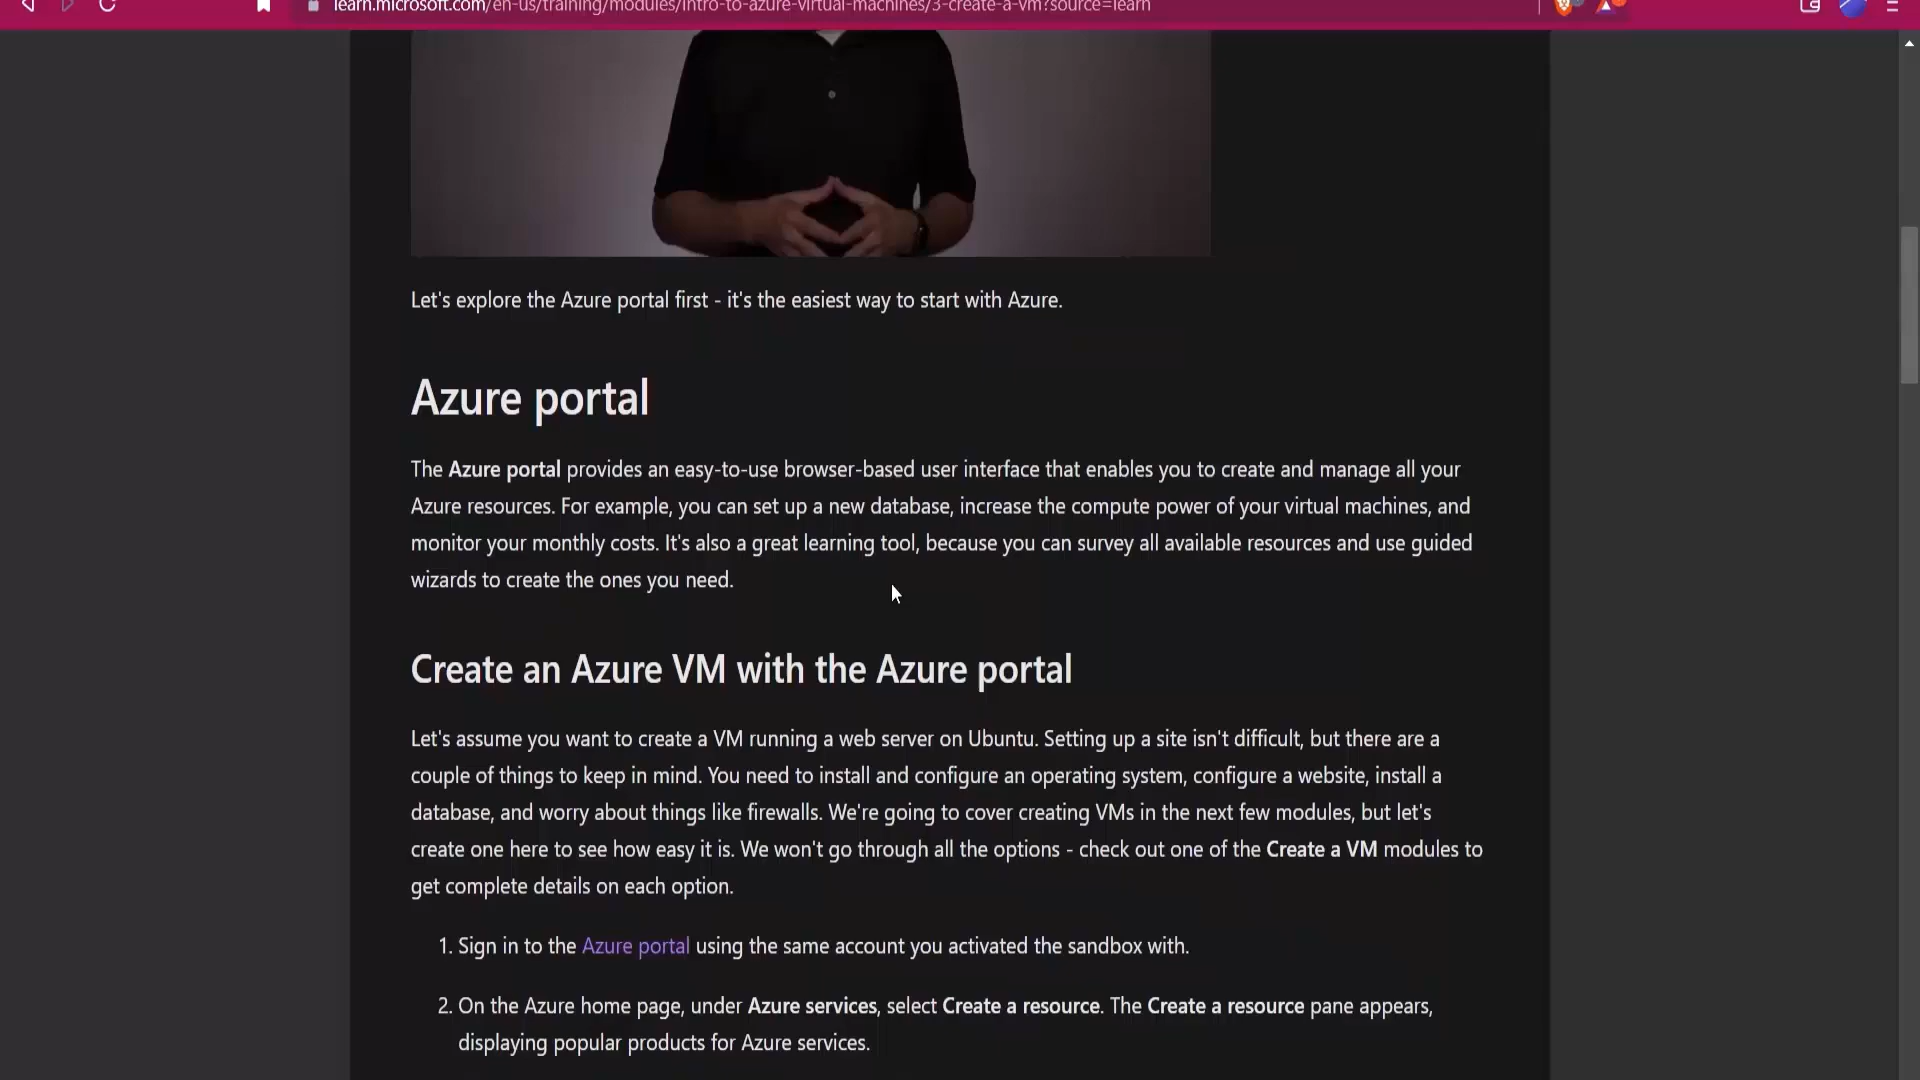 learn.microsoft.com/en-us/training/modules/intro-to-azure-virtual-machines/3-create-a-vm?source=learn
Let's explore the Azure portal first - it's the easiest way to start with Azure.
Azure portal
The Azure portal provides an easy-to-use browser-based user interface that enables you to create and manage all your
Azure resources. For example, you can set up a new database, increase the compute power of your virtual machines, and
monitor your monthly costs. It's also a great learning tool, because you can survey all available resources and use guided
wizards to create the ones you need.
Create an Azure VM with the Azure portal
Let's assume you want to create a VM running a web server on Ubuntu. Setting up a site isn't difficult, but there are a
couple of things to keep in mind. You need to install and configure an operating system, configure a website, install a
database, and worry about things like firewalls. We're going to cover creating VMs in the next few modules, but let's
create one here to see how easy it is. We won't go through all the options - check out one of the Create a VM modules to
get complete details on each option.
1. Sign in to the Azure portal using the same account you activated the sandbox with.
2. On the Azure home page, under Azure services, select Create a resource. The Create a resource pane appears,
displaying popular products for Azure services.